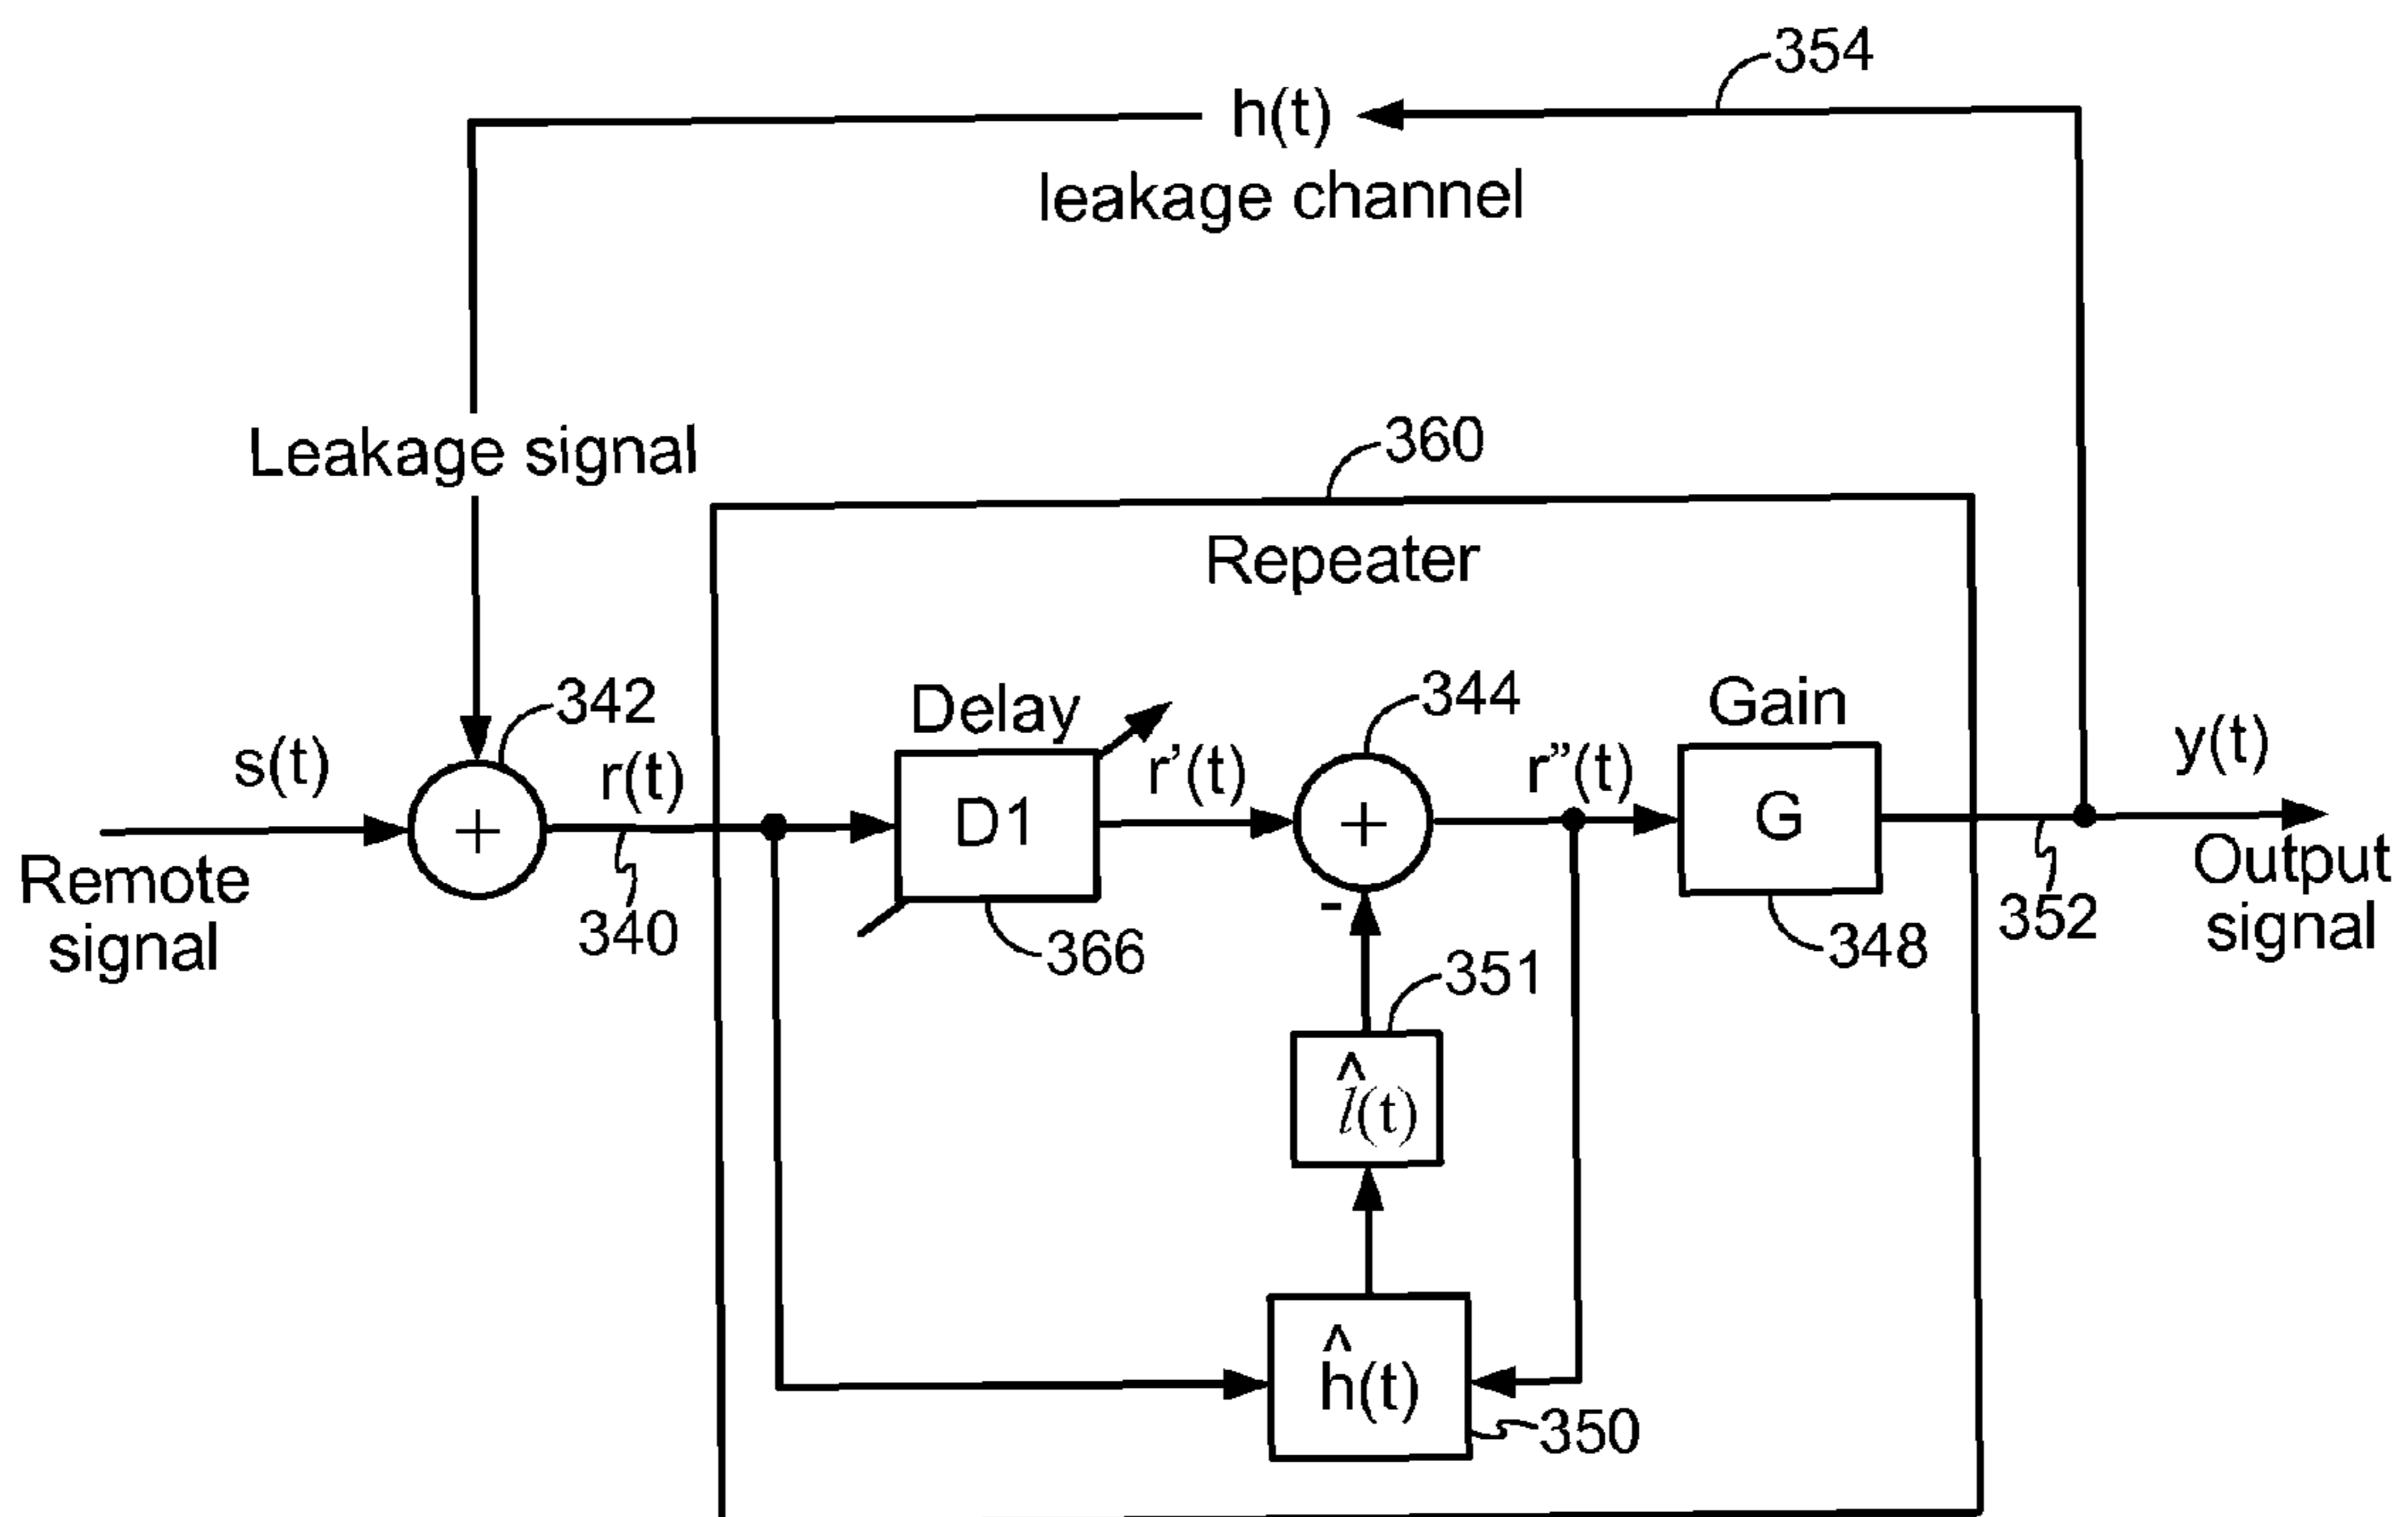 354
h(t)
leakage channel
Leakage signal
360
Repeater
342
Delay
344
Gain
s(t)
r(t)
r’(t)
r”(t)
y(t)
+
D1
+
G
Remote
signal
340
366
-
348
352
Output
signal
351
^
l(t)
^
h(t)
350